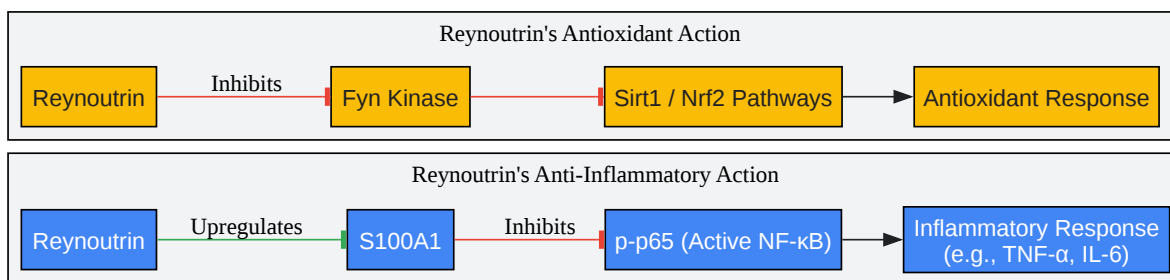 Reynoutrin's Antioxidant Action
Inhibits
Reynoutrin
Fyn Kinase
Sirt1 / Nrf2 Pathways
Antioxidant Response
Reynoutrin's Anti-Inflammatory Action
Upregulates
Inhibits
Reynoutrin
S100A1
p-p65 (Active NF-κB)
Inflammatory Response
(e.g., TNF-α, IL-6)